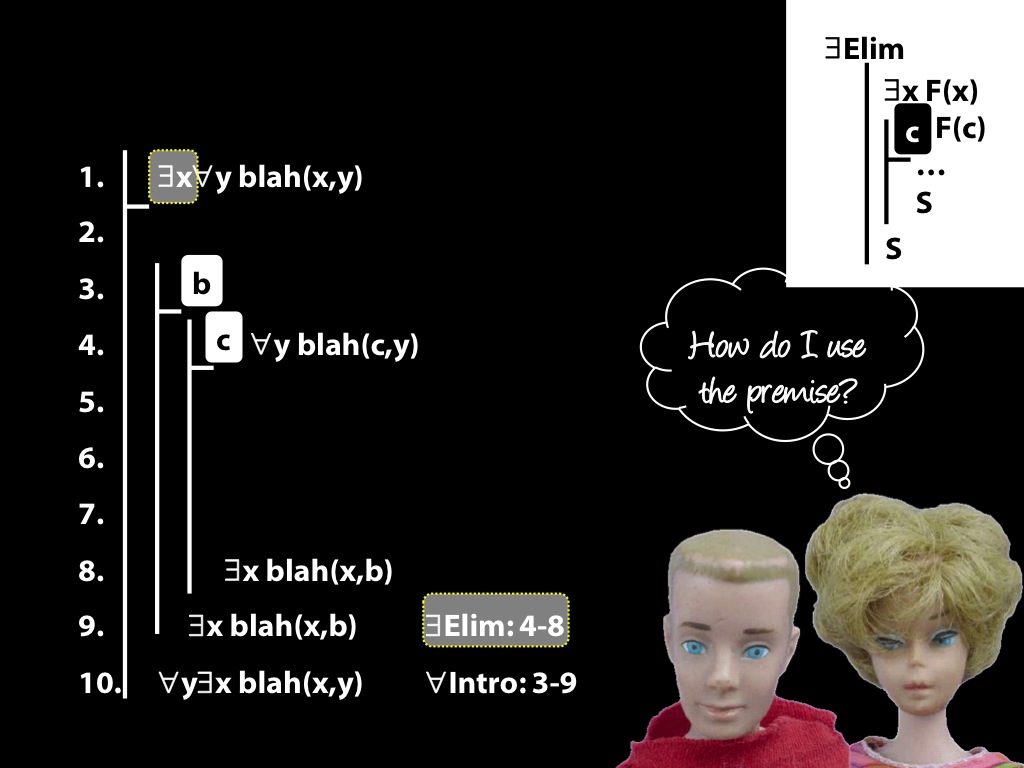 ∃Elim
∃x F(x)
c F(c)
...
S
S
1. ∃x∀y blah(x,y)
2.
3. b
4. c ∀y blah(c,y)
5.
6.
7.
8. ∃x blah(x,b)
9. ∃x blah(x,b) ∃Elim: 4-8
10. ∀y∃x blah(x,y) ∀Intro: 3-9
How do I use
the premise?